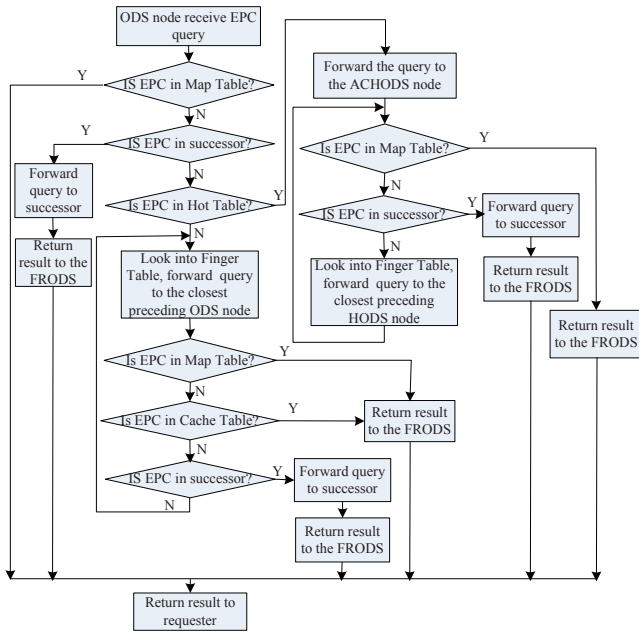 ODS node receive EPC
query
Y
IS EPC in Map Table?
N
Y
IS EPC in successor?
N
Forward
query to
successor
Return
result to the
FRODS
Is EPC in Hot Table?
Y
N
Look into Finger
Table, forward query
to the closest
preceding ODS node
Is EPC in Map Table?
Y
N
Is EPC in Cache Table?
Y
N
Return result
to the FRODS
IS EPC in successor?
Y
N
Forward query
to successor
Return result
to the FRODS
Forward the query to
the ACHODS node
Is EPC in Map Table?
Y
N
IS EPC in successor?
Y
N
Forward query
to successor
Return result
to the FRODS
Look into Finger Table,
forward query to the
closest preceding
HODS node
Return result
to the FRODS
Return result to
requester